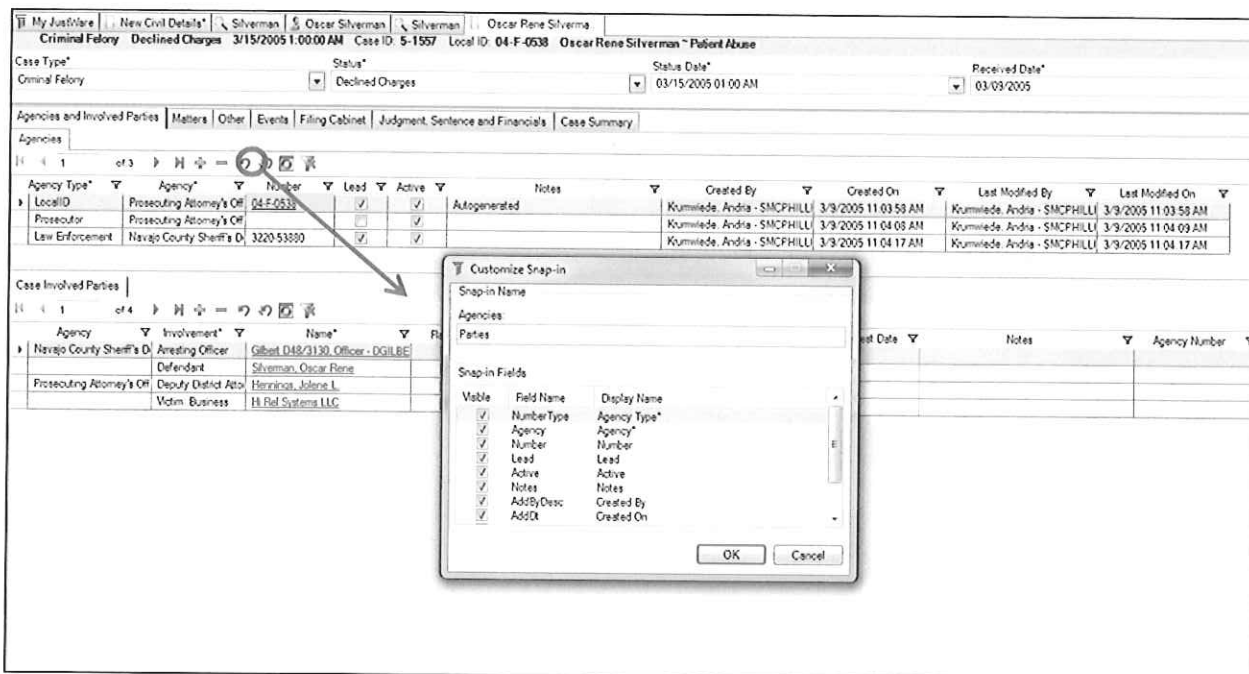 My JustWare New Civil Details* Silverman Oscar Silverman Silverman Oscar Rene Silverma
Criminal Felony Declined Charges 3/15/2005 1:00:00 AM Case ID: 5-1557 Local ID: 04-F-0538 Oscar Rene Silverman ~ Patient Abuse
Case Type* Status* Status Date* Received Date*
Criminal Felony Declined Charges 03/15/2005 01:00 AM 03/09/2005
Agencies and Involved Parties Matters Other Events Filing Cabinet Judgment, Sentence and Financials Case Summary
Agencies
1 of 3
Agency Type* Agency* Number Lead Active Notes Created By Created On Last Modified By Last Modified On
LocalID Prosecuting Attorney's Off 04-F-0538 Autogenerated Krumwiede, Andria - SMCPHILLI 3/9/2005 11:03:58 AM Krumwiede, Andria - SMCPHILLI 3/9/2005 11:03:58 AM
Prosecutor Prosecuting Attorney's Off Krumwiede, Andria - SMCPHILLI 3/9/2005 11:04:08 AM Krumwiede, Andria - SMCPHILLI 3/9/2005 11:04:09 AM
Law Enforcement Navajo County Sheriff's D 3220-53880 Krumwiede, Andria - SMCPHILLI 3/9/2005 11:04:17 AM Krumwiede, Andria - SMCPHILLI 3/9/2005 11:04:17 AM
Case Involved Parties
1 of 4
Agency Involvement* Name* est Date Notes Agency Number
Navajo County Sheriff's D Arresting Officer Gilbert D48/3130, Officer - DGILBE
Defendant Silverman, Oscar Rene
Prosecuting Attorney's Off Deputy District Atto Hennings, Jolene L.
Victim Business Hi Rel Systems LLC
Customize Snap-in
Snap-in Name
Agencies:
Parties
Snap-in Fields
Visible Field Name Display Name
NumberType Agency Type*
Agency Agency*
Number Number
Lead Lead
Active Active
Notes Notes
AddByDesc Created By
AddDt Created On
OK Cancel